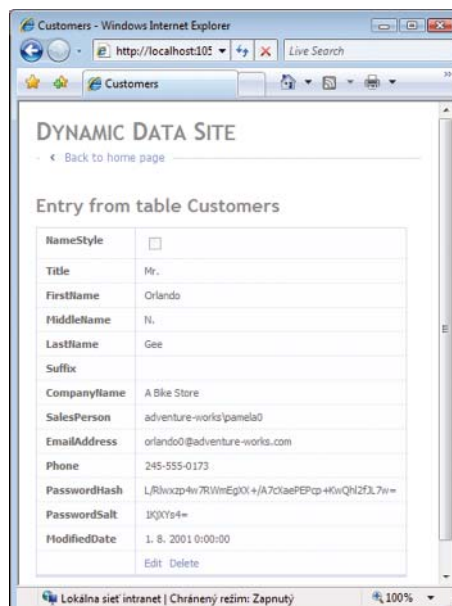 Customers - Windows Internet Explorer
http://localhost:105
Live Search
Customers
DYNAMIC DATA SITE
Back to home page
Entry from table Customers
NameStyle
Title Mr.
FirstName Orlando
MiddleName N.
LastName Gee
Suffix
CompanyName A Bike Store
SalesPerson adventure-works\pamela0
EmailAddress orlando0@adventure-works.com
Phone 245-555-0173
PasswordHash
PasswordSalt 1KjXYs4=
ModifiedDate 1. 8. 2001 0:00:00
Edit Delete
Lokálna sieť intranet | Chránený režim: Zapnutý 100%